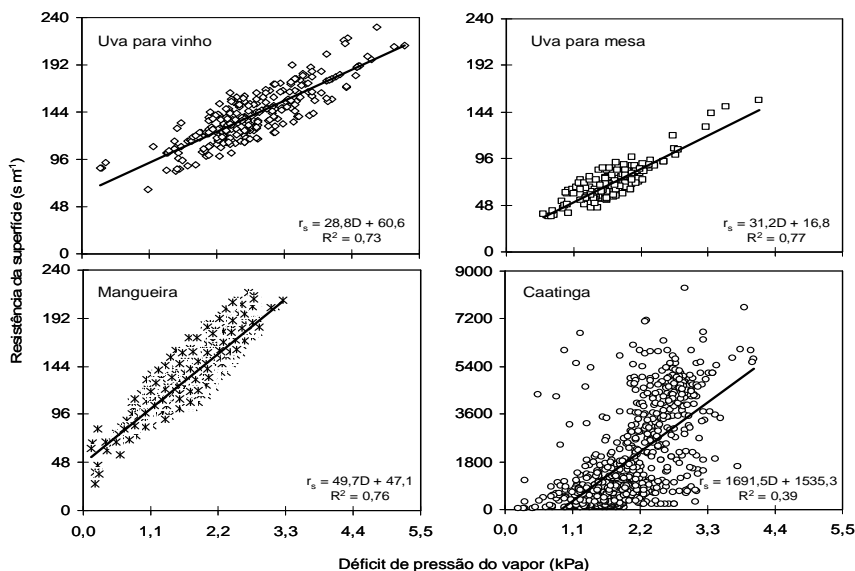 Resistência da superfície (s m⁻¹)
240
192
144
96
48
0
Uva para vinho
rₛ = 28,8D + 60,6
R² = 0,73
240
192
144
96
48
0
Uva para mesa
rₛ = 31,2D + 16,8
R² = 0,77
240
192
144
96
48
0
Mangueira
rₛ = 49,7D + 47,1
R² = 0,76
0,0 1,1 2,2 3,3 4,4 5,5
9000
7200
5400
3600
1800
0
Caatinga
rₛ = 1691,5D + 1535,3
R² = 0,39
0,0 1,1 2,2 3,3 4,4 5,5
Déficit de pressão do vapor (kPa)